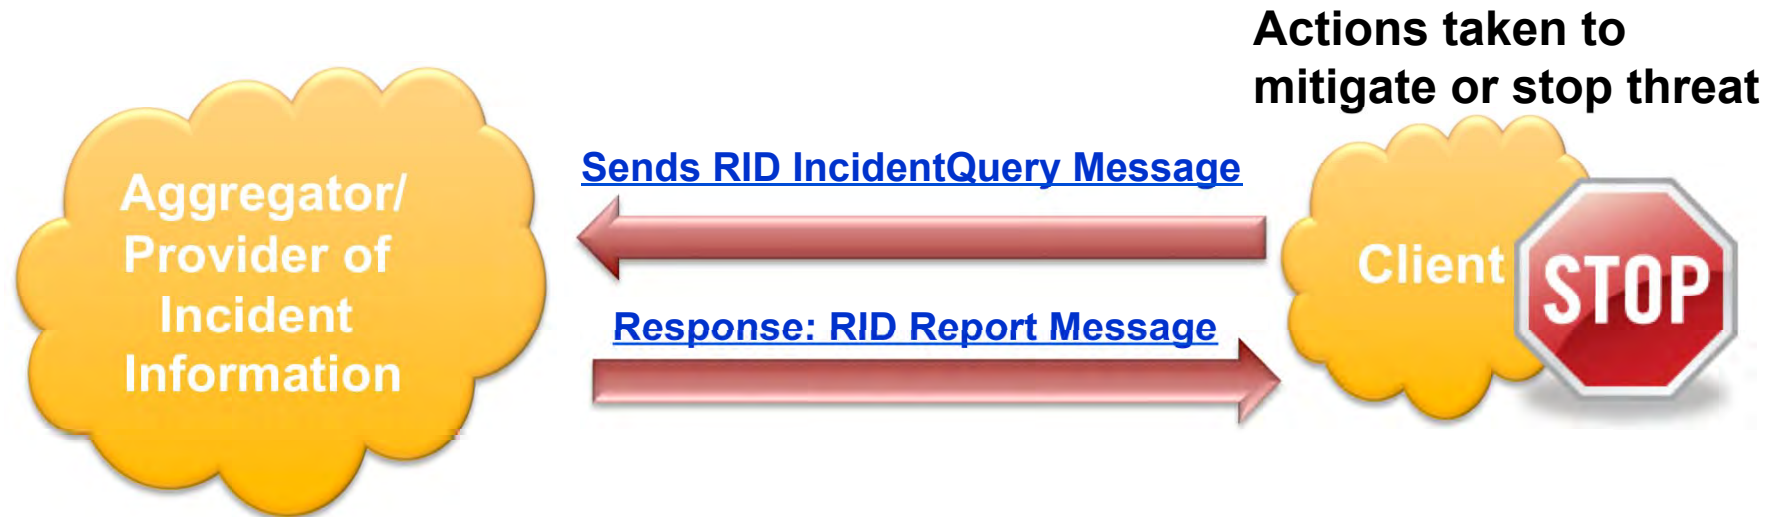 Actions taken to
mitigate or stop threat
Aggregator/
Provider of
Incident
Information
Sends RID IncidentQuery Message
Response: RID Report Message
Client
STOP